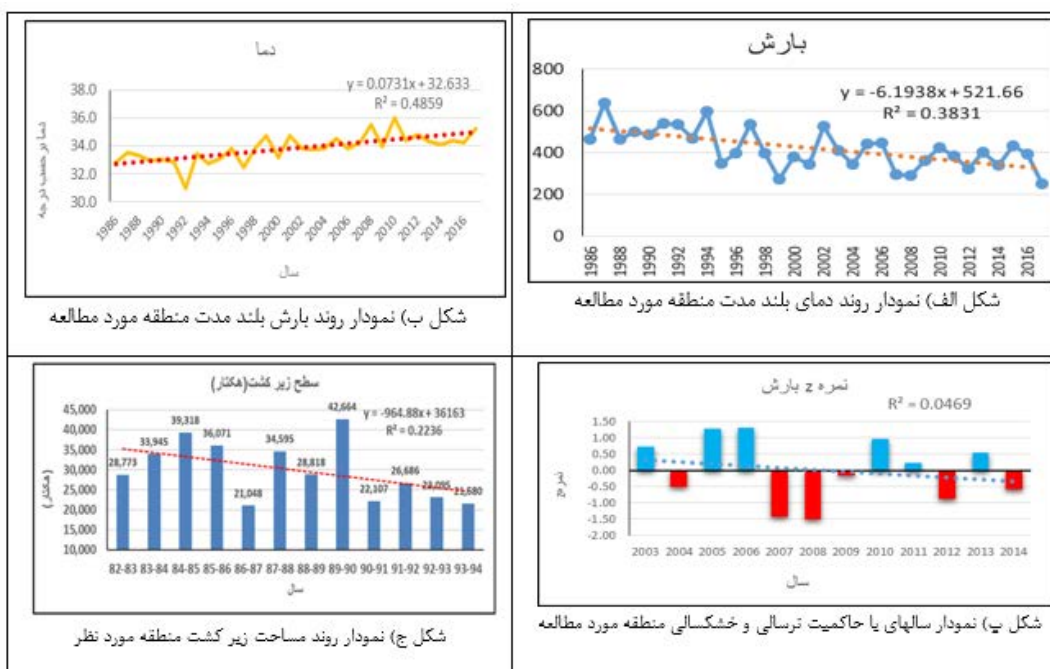 بارش
y = -6.1938x + 521.66
R² = 0.3831
800
600
400
200
0
1986 1988 1990 1992 1994 1996 1998 2000 2002 2004 2006 2008 2010 2012 2014 2016
شکل الف) نمودار روند دمای بلند مدت منطقه مورد مطالعه
دما
y = 0.0731x + 32.633
R² = 0.4859
38.0
36.0
34.0
32.0
30.0
دما برحسب درجه
1986 1988 1990 1992 1994 1996 1998 2000 2002 2004 2006 2008 2010 2012 2014 2016
سال
شکل ب) نمودار روند بارش بلند مدت منطقه مورد مطالعه
نمره z بارش
R² = 0.0469
1.50
1.00
0.50
0.00
-0.50
-1.00
-1.50
-2.00
نمره z
2003 2004 2005 2006 2007 2008 2009 2010 2011 2012 2013 2014
سال
شکل پ) نمودار سالهای یا حاکمیت ترسالی و خشکسالی منطقه مورد مطالعه
سطح زیر کشت(هکتار)
y = -964.88x + 36163
R² = 0.2236
45,000
40,000
35,000
30,000
25,000
20,000
15,000
10,000
(هکتار)
28,773 33,945 39,318 36,071 21,048 34,595 28,818 42,664 22,107 26,686 23,095 21,580
82-83 83-84 84-85 85-86 86-87 87-88 88-89 89-90 90-91 91-92 92-93 93-94
سال
شکل ج) نمودار روند مساحت زیر کشت منطقه مورد نظر